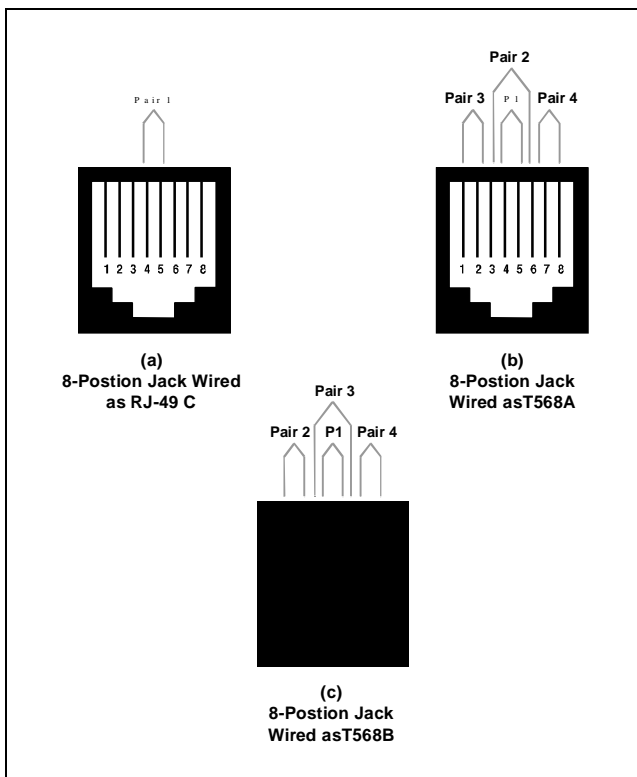 Pair 1
1 2 3 4 5 6 7 8
(a)
8-Postion Jack Wired
as RJ-49 C
Pair 2
Pair 3 P 1 Pair 4
1 2 3 4 5 6 7 8
(b)
8-Postion Jack
Wired asT568A
Pair 3
Pair 2 P1 Pair 4
(c)
8-Postion Jack
Wired asT568B